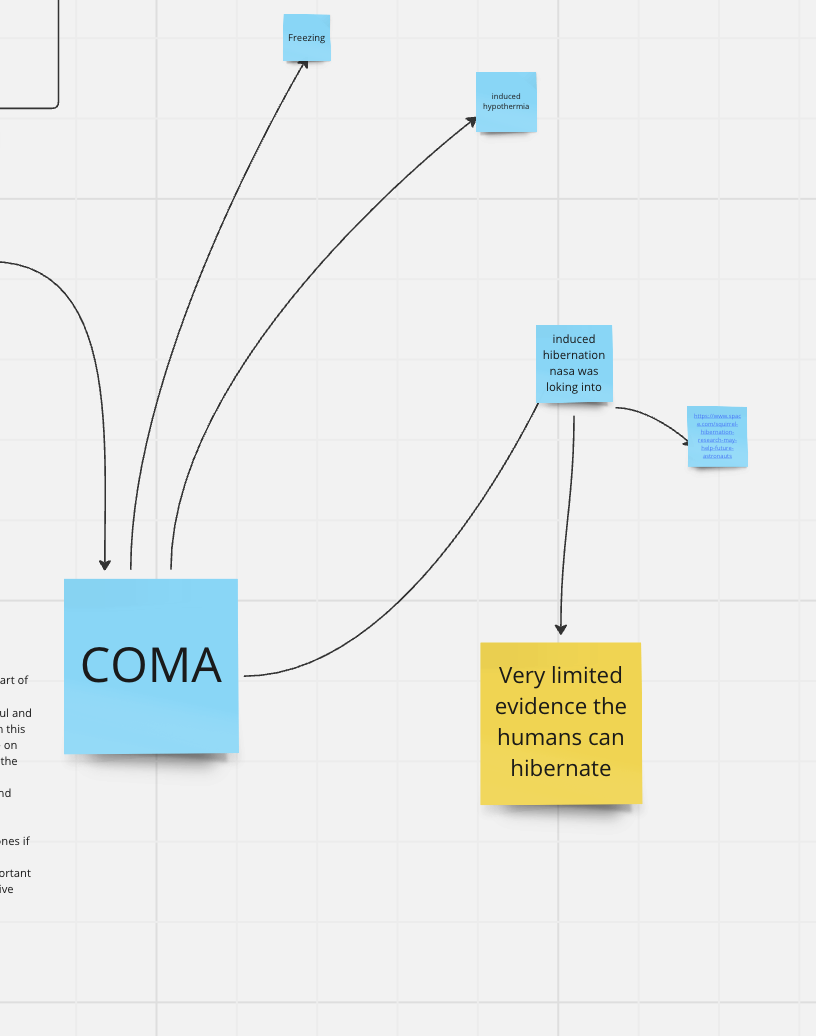 Freezing
induced
hypothermia
induced
hibernation
nasa was
loking into
https://www.spac
e.com/squirrel-
hibernation-
research-may-
help-future-
astronauts
COMA
Very limited
evidence the
humans can
hibernate
art of
ul and
this
on
the
nd
ones if
ortant
ive